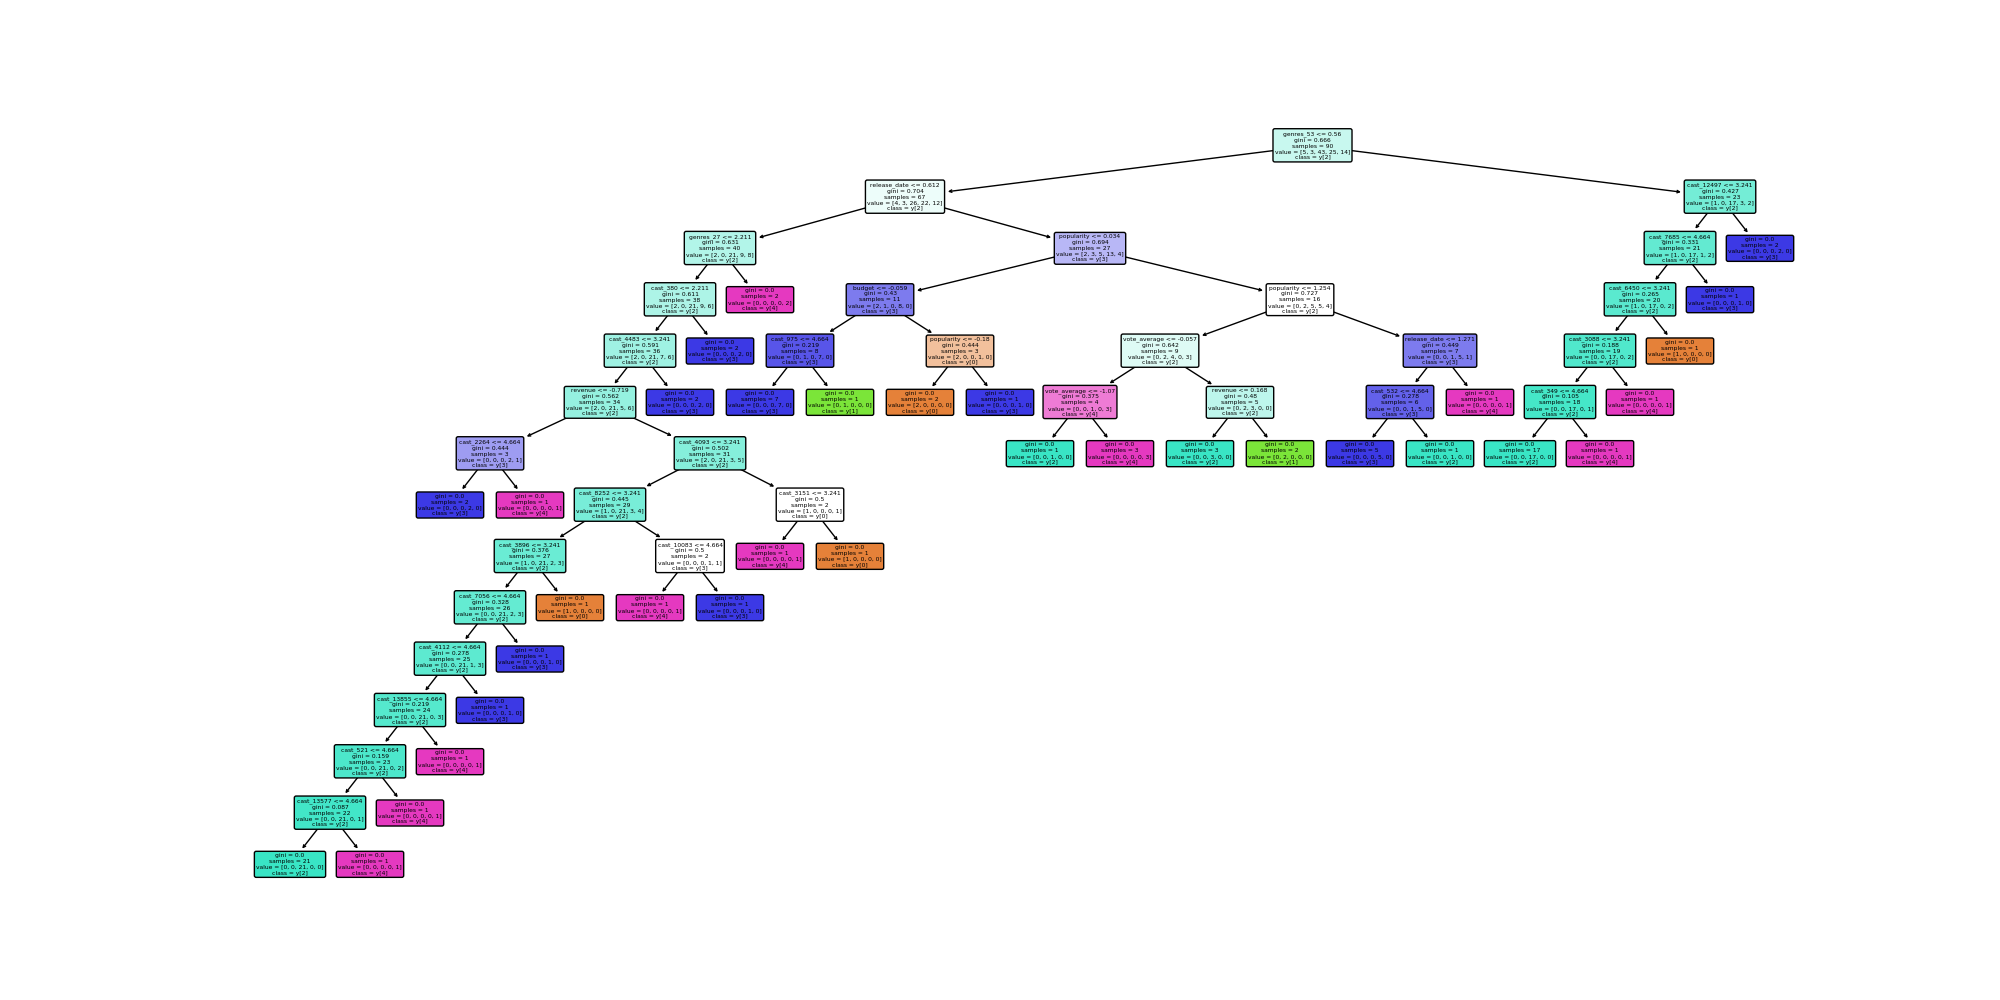 genres_53 <= 0.56
gini = 0.666
samples = 90
value = [5, 3, 43, 25, 14]
class = y[2]
release_date <= 0.612
gini = 0.704
samples = 67
value = [4, 3, 26, 22, 12]
class = y[2]
cast_12497 <= 3.241
gini = 0.427
samples = 23
value = [1, 0, 17, 3, 2]
class = y[2]
genres_27 <= 2.211
gini = 0.631
samples = 40
value = [2, 0, 21, 9, 8]
class = y[2]
popularity <= 0.034
gini = 0.694
samples = 27
value = [2, 3, 5, 13, 4]
class = y[3]
cast_7685 <= 4.664
gini = 0.331
samples = 21
value = [1, 0, 17, 1, 2]
class = y[2]
gini = 0.0
samples = 2
value = [0, 0, 0, 2, 0]
class = y[3]
cast_380 <= 2.211
gini = 0.611
samples = 38
value = [2, 0, 21, 9, 6]
class = y[2]
gini = 0.0
samples = 2
value = [0, 0, 0, 0, 2]
class = y[4]
budget <= -0.059
gini = 0.43
samples = 11
value = [2, 1, 0, 8, 0]
class = y[3]
popularity <= 1.254
gini = 0.727
samples = 16
value = [0, 2, 5, 5, 4]
class = y[2]
cast_6450 <= 3.241
gini = 0.265
samples = 20
value = [1, 0, 17, 0, 2]
class = y[2]
gini = 0.0
samples = 1
value = [0, 0, 0, 1, 0]
class = y[3]
cast_4483 <= 3.241
gini = 0.591
samples = 36
value = [2, 0, 21, 7, 6]
class = y[2]
gini = 0.0
samples = 2
value = [0, 0, 0, 2, 0]
class = y[3]
cast_975 <= 4.664
gini = 0.219
samples = 8
value = [0, 1, 0, 7, 0]
class = y[3]
popularity <= -0.18
gini = 0.444
samples = 3
value = [2, 0, 0, 1, 0]
class = y[0]
vote_average <= -0.057
gini = 0.642
samples = 9
value = [0, 2, 4, 0, 3]
class = y[2]
release_date <= 1.271
gini = 0.449
samples = 7
value = [0, 0, 1, 5, 1]
class = y[3]
cast_3088 <= 3.241
gini = 0.188
samples = 19
value = [0, 0, 17, 0, 2]
class = y[2]
gini = 0.0
samples = 1
value = [1, 0, 0, 0, 0]
class = y[0]
revenue <= -0.719
gini = 0.562
samples = 34
value = [2, 0, 21, 5, 6]
class = y[2]
gini = 0.0
samples = 2
value = [0, 0, 0, 2, 0]
class = y[3]
gini = 0.0
samples = 7
value = [0, 0, 0, 7, 0]
class = y[3]
gini = 0.0
samples = 1
value = [0, 1, 0, 0, 0]
class = y[1]
gini = 0.0
samples = 2
value = [2, 0, 0, 0, 0]
class = y[0]
gini = 0.0
samples = 1
value = [0, 0, 0, 1, 0]
class = y[3]
vote_average <= -1.07
gini = 0.375
samples = 4
value = [0, 0, 1, 0, 3]
class = y[4]
revenue <= 0.168
gini = 0.48
samples = 5
value = [0, 2, 3, 0, 0]
class = y[2]
cast_532 <= 4.664
gini = 0.278
samples = 6
value = [0, 0, 1, 5, 0]
class = y[3]
gini = 0.0
samples = 1
value = [0, 0, 0, 0, 1]
class = y[4]
cast_349 <= 4.664
gini = 0.105
samples = 18
value = [0, 0, 17, 0, 1]
class = y[2]
gini = 0.0
samples = 1
value = [0, 0, 0, 0, 1]
class = y[4]
cast_2264 <= 4.664
gini = 0.444
samples = 3
value = [0, 0, 0, 2, 1]
class = y[3]
cast_4093 <= 3.241
gini = 0.502
samples = 31
value = [2, 0, 21, 3, 5]
class = y[2]
gini = 0.0
samples = 1
value = [0, 0, 1, 0, 0]
class = y[2]
gini = 0.0
samples = 3
value = [0, 0, 0, 0, 3]
class = y[4]
gini = 0.0
samples = 3
value = [0, 0, 3, 0, 0]
class = y[2]
gini = 0.0
samples = 2
value = [0, 2, 0, 0, 0]
class = y[1]
gini = 0.0
samples = 5
value = [0, 0, 0, 5, 0]
class = y[3]
gini = 0.0
samples = 1
value = [0, 0, 1, 0, 0]
class = y[2]
gini = 0.0
samples = 17
value = [0, 0, 17, 0, 0]
class = y[2]
gini = 0.0
samples = 1
value = [0, 0, 0, 0, 1]
class = y[4]
gini = 0.0
samples = 2
value = [0, 0, 0, 2, 0]
class = y[3]
gini = 0.0
samples = 1
value = [0, 0, 0, 0, 1]
class = y[4]
cast_8252 <= 3.241
gini = 0.445
samples = 29
value = [1, 0, 21, 3, 4]
class = y[2]
cast_3151 <= 3.241
gini = 0.5
samples = 2
value = [1, 0, 0, 0, 1]
class = y[0]
cast_3896 <= 3.241
gini = 0.376
samples = 27
value = [1, 0, 21, 2, 3]
class = y[2]
cast_10083 <= 4.664
gini = 0.5
samples = 2
value = [0, 0, 0, 1, 1]
class = y[3]
gini = 0.0
samples = 1
value = [0, 0, 0, 0, 1]
class = y[4]
gini = 0.0
samples = 1
value = [1, 0, 0, 0, 0]
class = y[0]
cast_7056 <= 4.664
gini = 0.328
samples = 26
value = [0, 0, 21, 2, 3]
class = y[2]
gini = 0.0
samples = 1
value = [1, 0, 0, 0, 0]
class = y[0]
gini = 0.0
samples = 1
value = [0, 0, 0, 0, 1]
class = y[4]
gini = 0.0
samples = 1
value = [0, 0, 0, 1, 0]
class = y[3]
cast_4112 <= 4.664
gini = 0.278
samples = 25
value = [0, 0, 21, 1, 3]
class = y[2]
gini = 0.0
samples = 1
value = [0, 0, 0, 1, 0]
class = y[3]
cast_13855 <= 4.664
gini = 0.219
samples = 24
value = [0, 0, 21, 0, 3]
class = y[2]
gini = 0.0
samples = 1
value = [0, 0, 0, 1, 0]
class = y[3]
cast_521 <= 4.664
gini = 0.159
samples = 23
value = [0, 0, 21, 0, 2]
class = y[2]
gini = 0.0
samples = 1
value = [0, 0, 0, 0, 1]
class = y[4]
cast_13577 <= 4.664
gini = 0.087
samples = 22
value = [0, 0, 21, 0, 1]
class = y[2]
gini = 0.0
samples = 1
value = [0, 0, 0, 0, 1]
class = y[4]
gini = 0.0
samples = 21
value = [0, 0, 21, 0, 0]
class = y[2]
gini = 0.0
samples = 1
value = [0, 0, 0, 0, 1]
class = y[4]